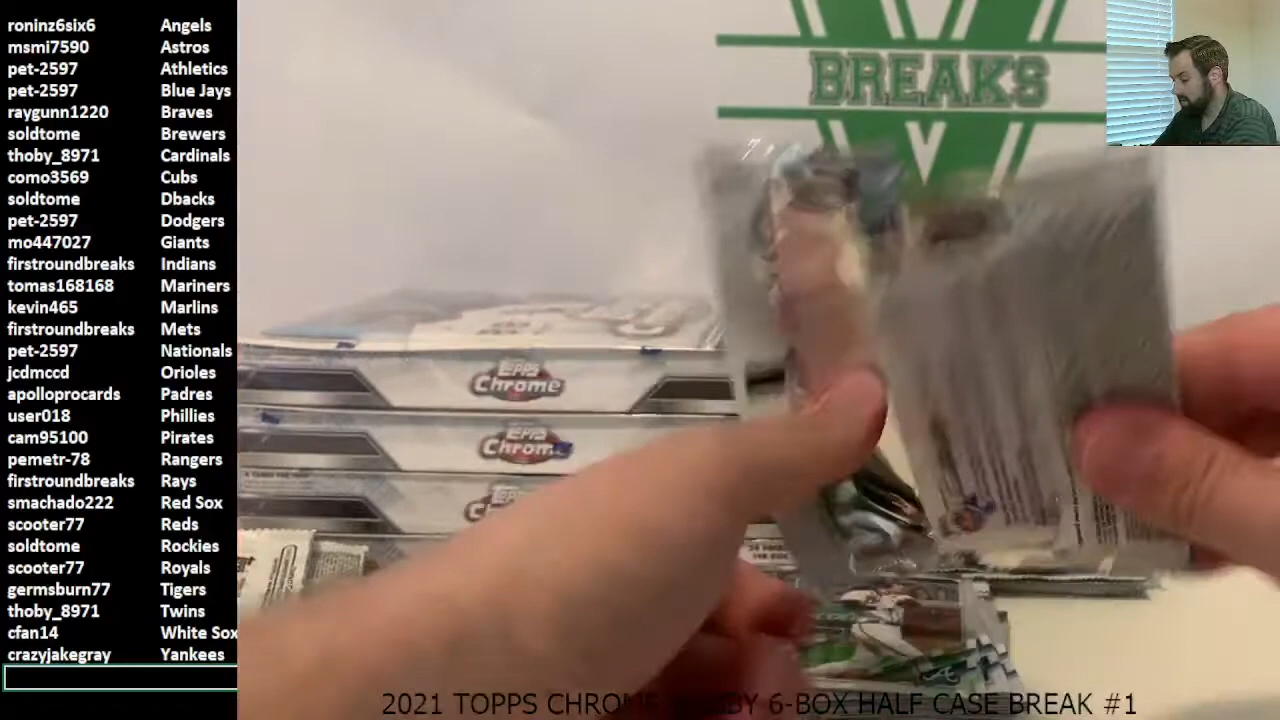 roninz6six6 Angels
msmi7590 Astros
pet-2597 Athletics
pet-2597 Blue Jays
raygunn1220 Braves
soldtome Brewers
thoby_8971 Cardinals
como3569 Cubs
soldtome Dbacks
pet-2597 Dodgers
mo447027 Giants
firstroundbreaks Indians
tomas168168 Mariners
kevin465 Marlins
firstroundbreaks Mets
pet-2597 Nationals
jcdmccd Orioles
apolloprocards Padres
user018 Phillies
cam95100 Pirates
pemetr-78 Rangers
firstroundbreaks Rays
smachado222 Red Sox
scooter77 Reds
soldtome Rockies
scooter77 Royals
germsburn77 Tigers
thoby_8971 Twins
cfan14 White Sox
crazyjakegray Yankees
V
BREAKS
Topps
Chrome
Topps
Chrome
2021 TOPPS 6-BOX HALF CASE BREAK #1